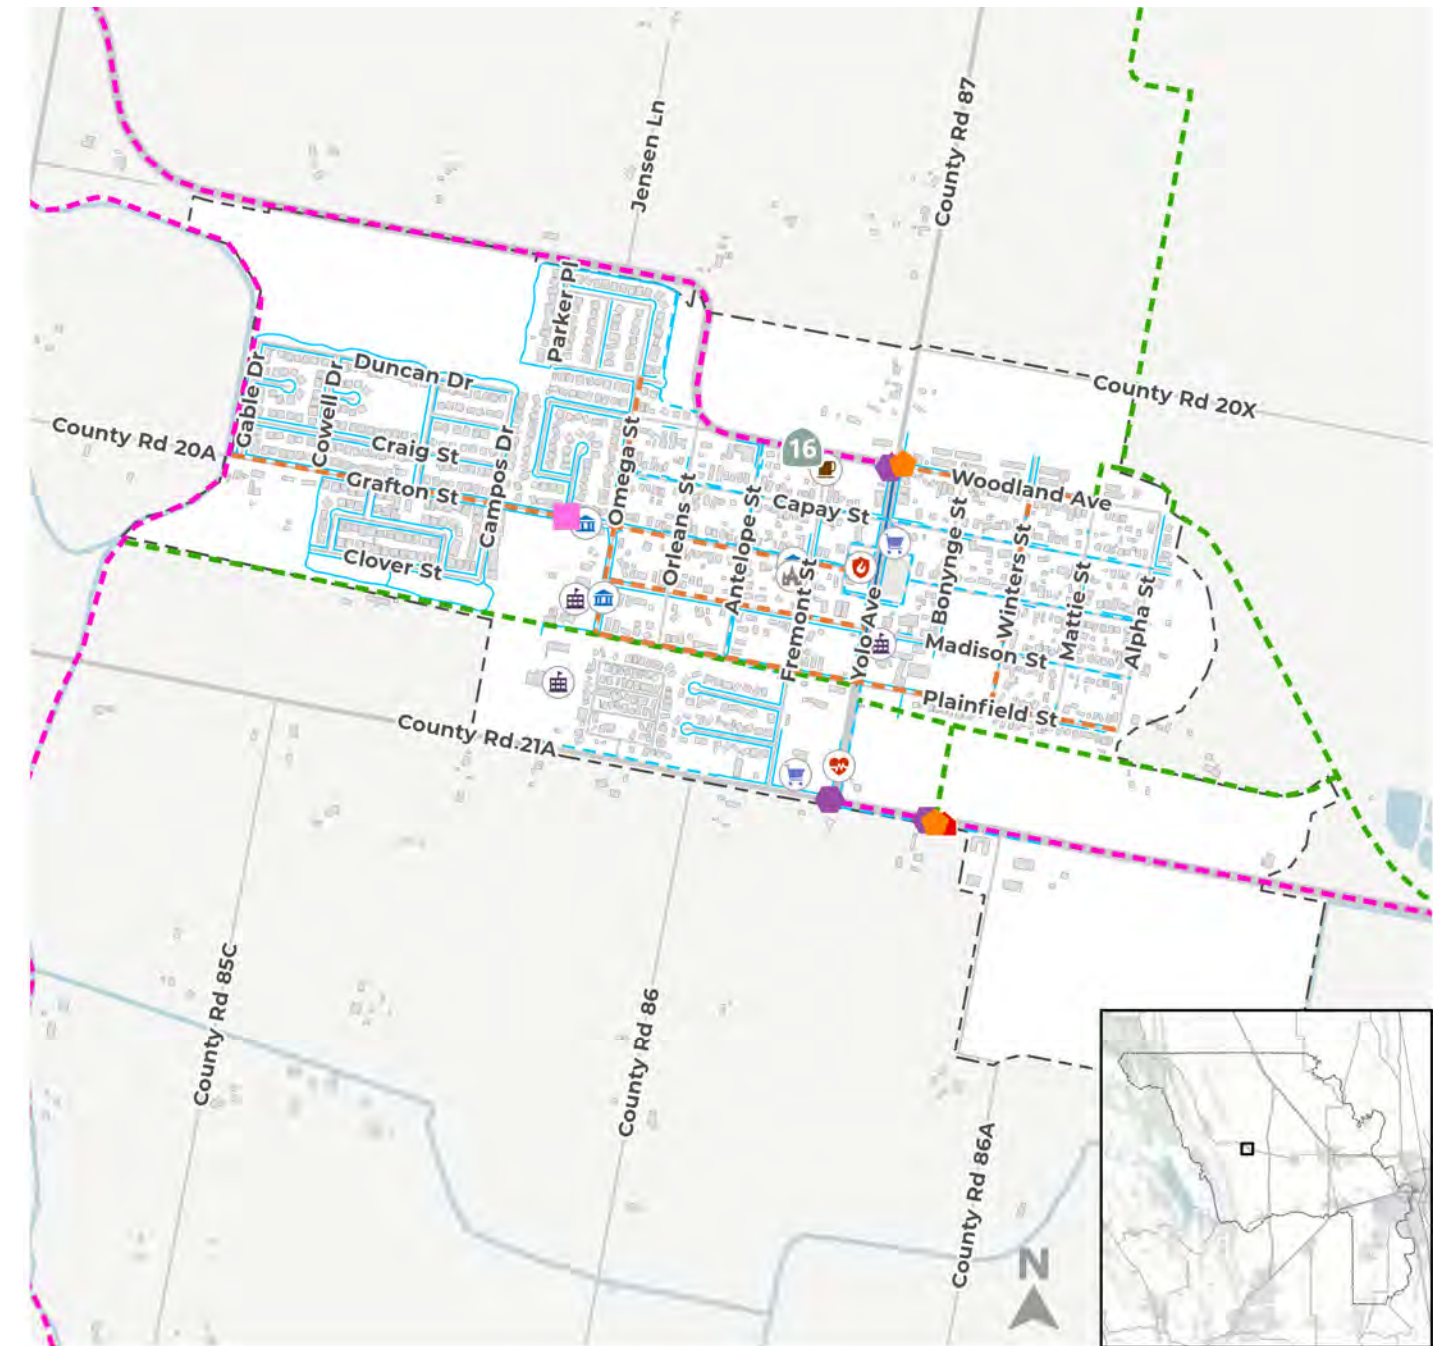 Jensen Ln
County Rd 87
Parker Pl
Duncan Dr
Gable Dr
Cowell Dr
County Rd 20X
County Rd 20A
Craig St
Grafton St
Campos Dr
Omega St
Orleans St
Antelope St
16
Capay St
Woodland Ave
Bonynge St
Winters St
Mattie St
Alpha St
Clover St
Fremont St
Yolo Ave
Madison St
Plainfield St
County Rd 21A
County Rd 85C
County Rd 86
County Rd 86A
N